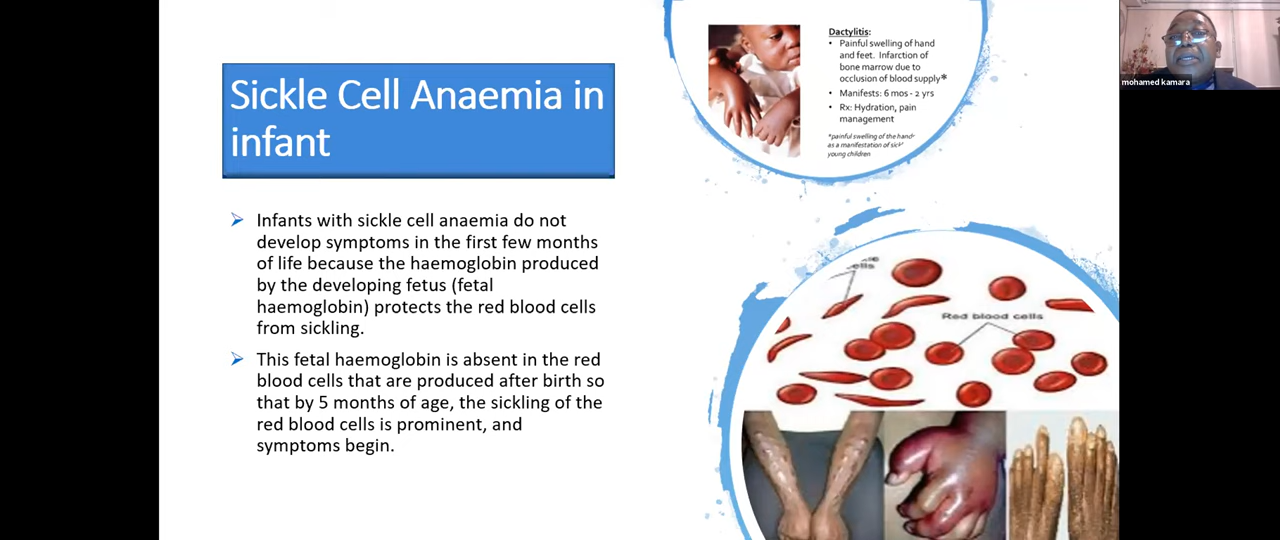 Sickle Cell Anaemia in
infant
➢ Infants with sickle cell anaemia do not
develop symptoms in the first few months
of life because the haemoglobin produced
by the developing fetus (fetal
haemoglobin) protects the red blood cells
from sickling.
➢ This fetal haemoglobin is absent in the red
blood cells that are produced after birth so
that by 5 months of age, the sickling of the
red blood cells is prominent, and
symptoms begin.
Dactylitis:
• Painful swelling of hand
and feet. Infarction of
bone marrow due to
occlusion of blood supply*
• Manifests: 6 mos - 2 yrs
• Rx: Hydration, pain
management
*painful swelling of the hands
as a manifestation of
young children
cells
Red blood cells
mohamed kamara